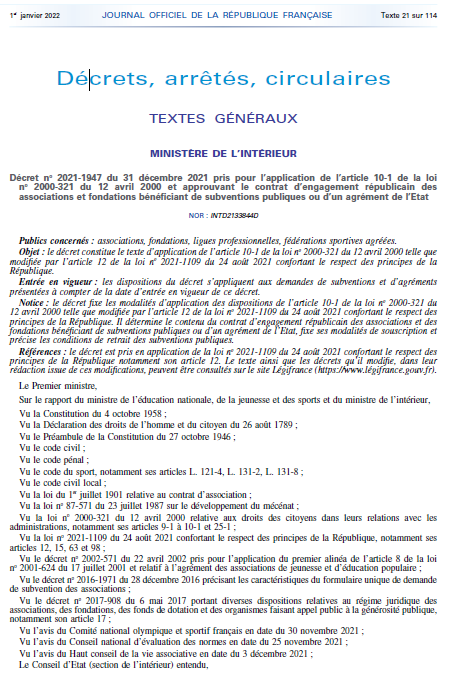 1er janvier 2022 JOURNAL OFFICIEL DE LA RÉPUBLIQUE FRANÇAISE Texte 21 sur 114
Décrets, arrêtés, circulaires
TEXTES GÉNÉRAUX
MINISTÈRE DE L'INTÉRIEUR
Décret no 2021-1947 du 31 décembre 2021 pris pour l'application de l'article 10-1 de la loi
no 2000-321 du 12 avril 2000 et approuvant le contrat d'engagement républicain des
associations et fondations bénéficiant de subventions publiques ou d'un agrément de l'Etat
NOR : INTD2133844D
Publics concernés : associations, fondations, ligues professionnelles, fédérations sportives agréées.
Objet : le décret constitue le texte d'application de l'article 10-1 de la loi no 2000-321 du 12 avril 2000 telle que
modifiée par l'article 12 de la loi no 2021-1109 du 24 août 2021 confortant le respect des principes de la
République.
Entrée en vigueur : les dispositions du décret s'appliquent aux demandes de subventions et d'agréments
présentées à compter de la date d'entrée en vigueur de ce décret.
Notice : le décret fixe les modalités d'application des dispositions de l'article 10-1 de la loi no 2000-321 du
12 avril 2000 telle que modifiée par l'article 12 de la loi no 2021-1109 du 24 août 2021 confortant le respect des
principes de la République. Il détermine le contenu du contrat d'engagement républicain des associations et des
fondations bénéficiant de subventions publiques ou d'un agrément de l'Etat, fixe ses modalités de souscription et
précise les conditions de retrait des subventions publiques.
Références : le décret est pris en application de la loi no 2021-1109 du 24 août 2021 confortant le respect des
principes de la République notamment son article 12. Le texte ainsi que les décrets qu'il modifie, dans leur
rédaction issue de ces modifications, peuvent être consultés sur le site Légifrance (https://www.legifrance.gouv.fr).
Le Premier ministre,
Sur le rapport du ministre de l'éducation nationale, de la jeunesse et des sports et du ministre de l'intérieur,
Vu la Constitution du 4 octobre 1958 ;
Vu la Déclaration des droits de l'homme et du citoyen du 26 août 1789 ;
Vu le Préambule de la Constitution du 27 octobre 1946 ;
Vu le code civil ;
Vu le code pénal ;
Vu le code du sport, notamment ses articles L. 121-4, L. 131-2, L. 131-8 ;
Vu le code civil local ;
Vu la loi du 1er juillet 1901 relative au contrat d'association ;
Vu la loi no 87-571 du 23 juillet 1987 sur le développement du mécénat ;
Vu la loi no 2000-321 du 12 avril 2000 relative aux droits des citoyens dans leurs relations avec les
administrations, notamment ses articles 9-1 à 10-1 et 25-1 ;
Vu la loi no 2021-1109 du 24 août 2021 confortant le respect des principes de la République, notamment ses
articles 12, 15, 63 et 98 ;
Vu le décret no 2002-571 du 22 avril 2002 pris pour l'application du premier alinéa de l'article 8 de la loi
no 2001-624 du 17 juillet 2001 et relatif à l'agrément des associations de jeunesse et d'éducation populaire ;
Vu le décret no 2016-1971 du 28 décembre 2016 précisant les caractéristiques du formulaire unique de demande
de subvention des associations ;
Vu le décret no 2017-908 du 6 mai 2017 portant diverses dispositions relatives au régime juridique des
associations, des fondations, des fonds de dotation et des organismes faisant appel public à la générosité publique,
notamment son article 17 ;
Vu l'avis du Comité national olympique et sportif français en date du 30 novembre 2021 ;
Vu l'avis du Conseil national d'évaluation des normes en date du 25 novembre 2021 ;
Vu l'avis du Haut conseil de la vie associative en date du 3 décembre 2021 ;
Le Conseil d'Etat (section de l'intérieur) entendu,